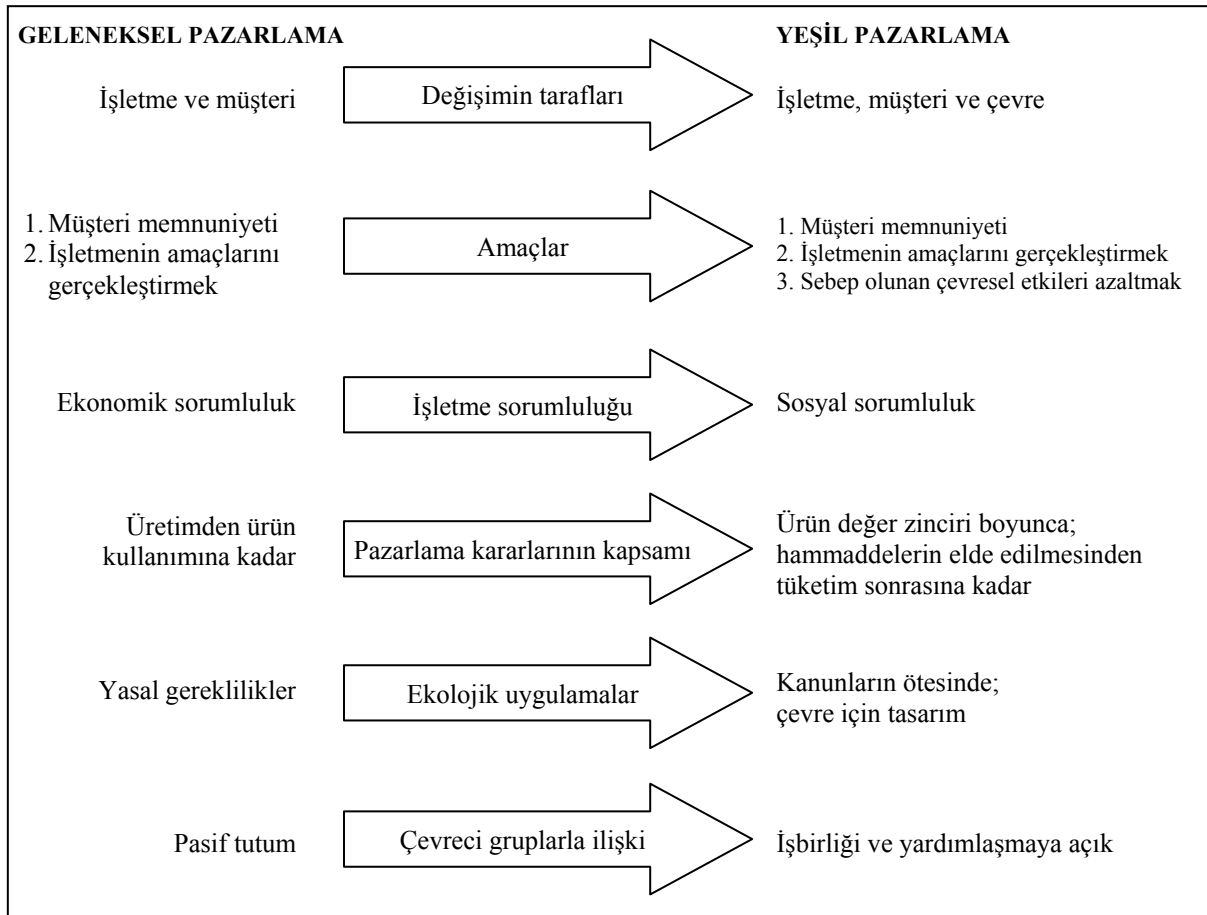 GELENEKSEL PAZARLAMA
YEŞİL PAZARLAMA
İşletme ve müşteri
Değişimin tarafları
İşletme, müşteri ve çevre
1. Müşteri memnuniyeti
2. İşletmenin amaçlarını
gerçekleştirmek
Amaçlar
1. Müşteri memnuniyeti
2. İşletmenin amaçlarını gerçekleştirmek
3. Sebep olunan çevresel etkileri azaltmak
Ekonomik sorumluluk
İşletme sorumluluğu
Sosyal sorumluluk
Üretimden ürün
kullanımına kadar
Pazarlama kararlarının kapsamı
Ürün değer zinciri boyunca;
hammaddelerin elde edilmesinden
tüketim sonrasına kadar
Yasal gereklilikler
Ekolojik uygulamalar
Kanunların ötesinde;
çevre için tasarım
Pasif tutum
Çevreci gruplarla ilişki
İşbirliği ve yardımlaşmaya açık